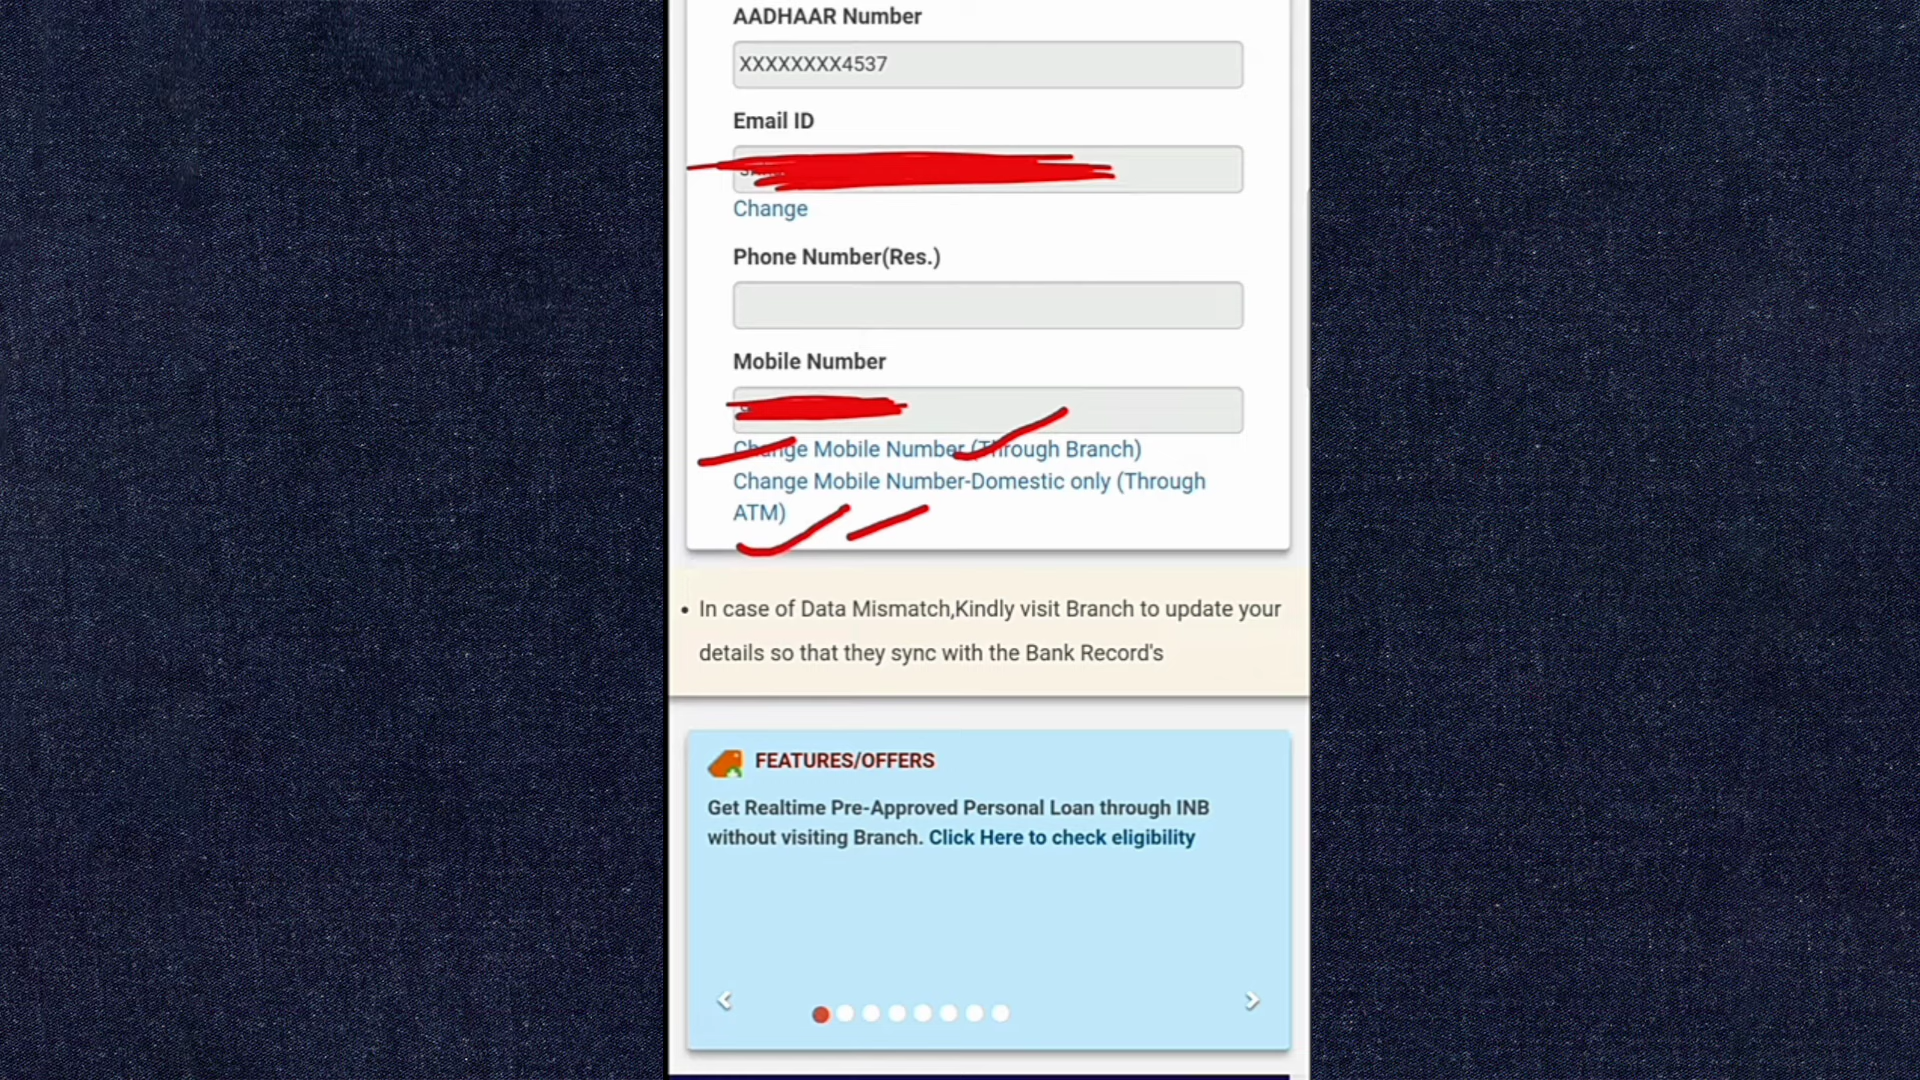 AADHAAR Number
XXXXXXXX4537
Email ID
Change
Phone Number(Res.)
Mobile Number
Change Mobile Number (Through Branch)
Change Mobile Number-Domestic only (Through
ATM)
• In case of Data Mismatch,Kindly visit Branch to update your
details so that they sync with the Bank Record's
FEATURES/OFFERS
Get Realtime Pre-Approved Personal Loan through INB
without visiting Branch. Click Here to check eligibility